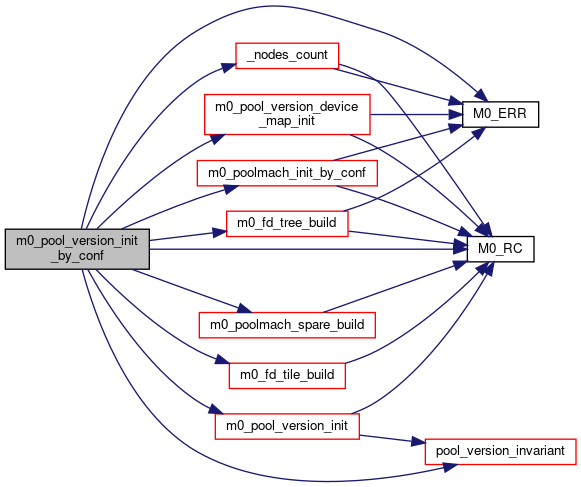 _nodes_count
m0_pool_version_device
_map_init
M0_ERR
m0_poolmach_init_by_conf
m0_fd_tree_build
m0_pool_version_init
_by_conf
M0_RC
m0_poolmach_spare_build
m0_fd_tile_build
m0_pool_version_init
pool_version_invariant